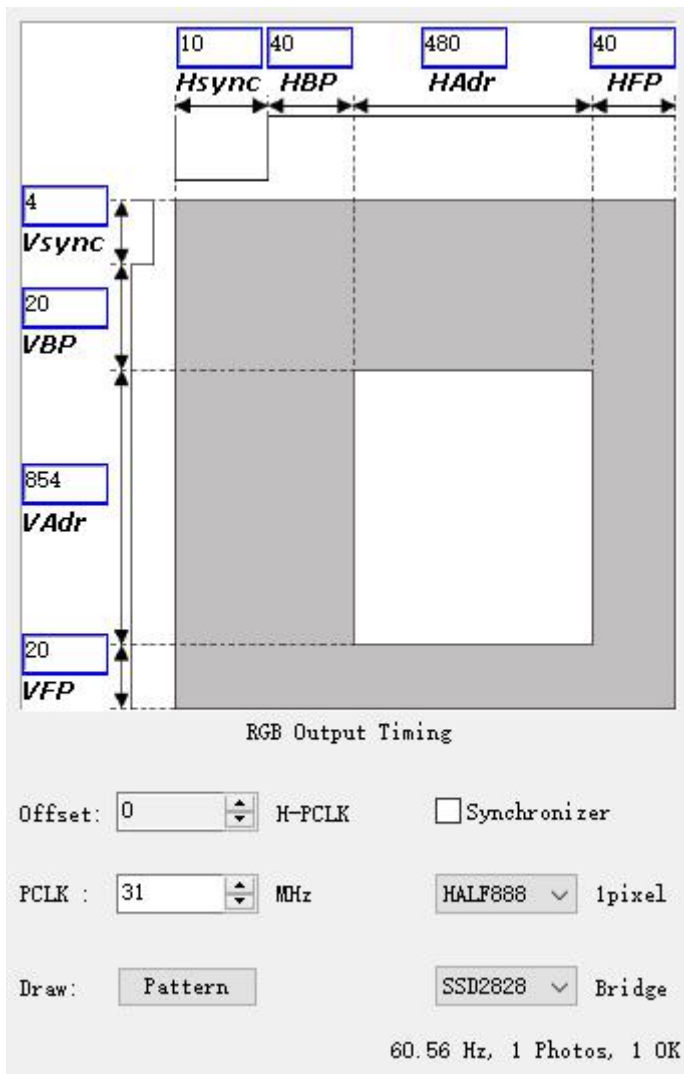 10 40 480 40
Hsync HBP HAdr HFP
4
Vsync
20
VBP
854
VAdr
20
VFP
RGB Output Timing
Offset: 0 H-PCLK Synchronizer
PCLK : 31 MHz HALF888 1pixel
Draw: Pattern SSD2828 Bridge
60.56 Hz, 1 Photos, 1 OK